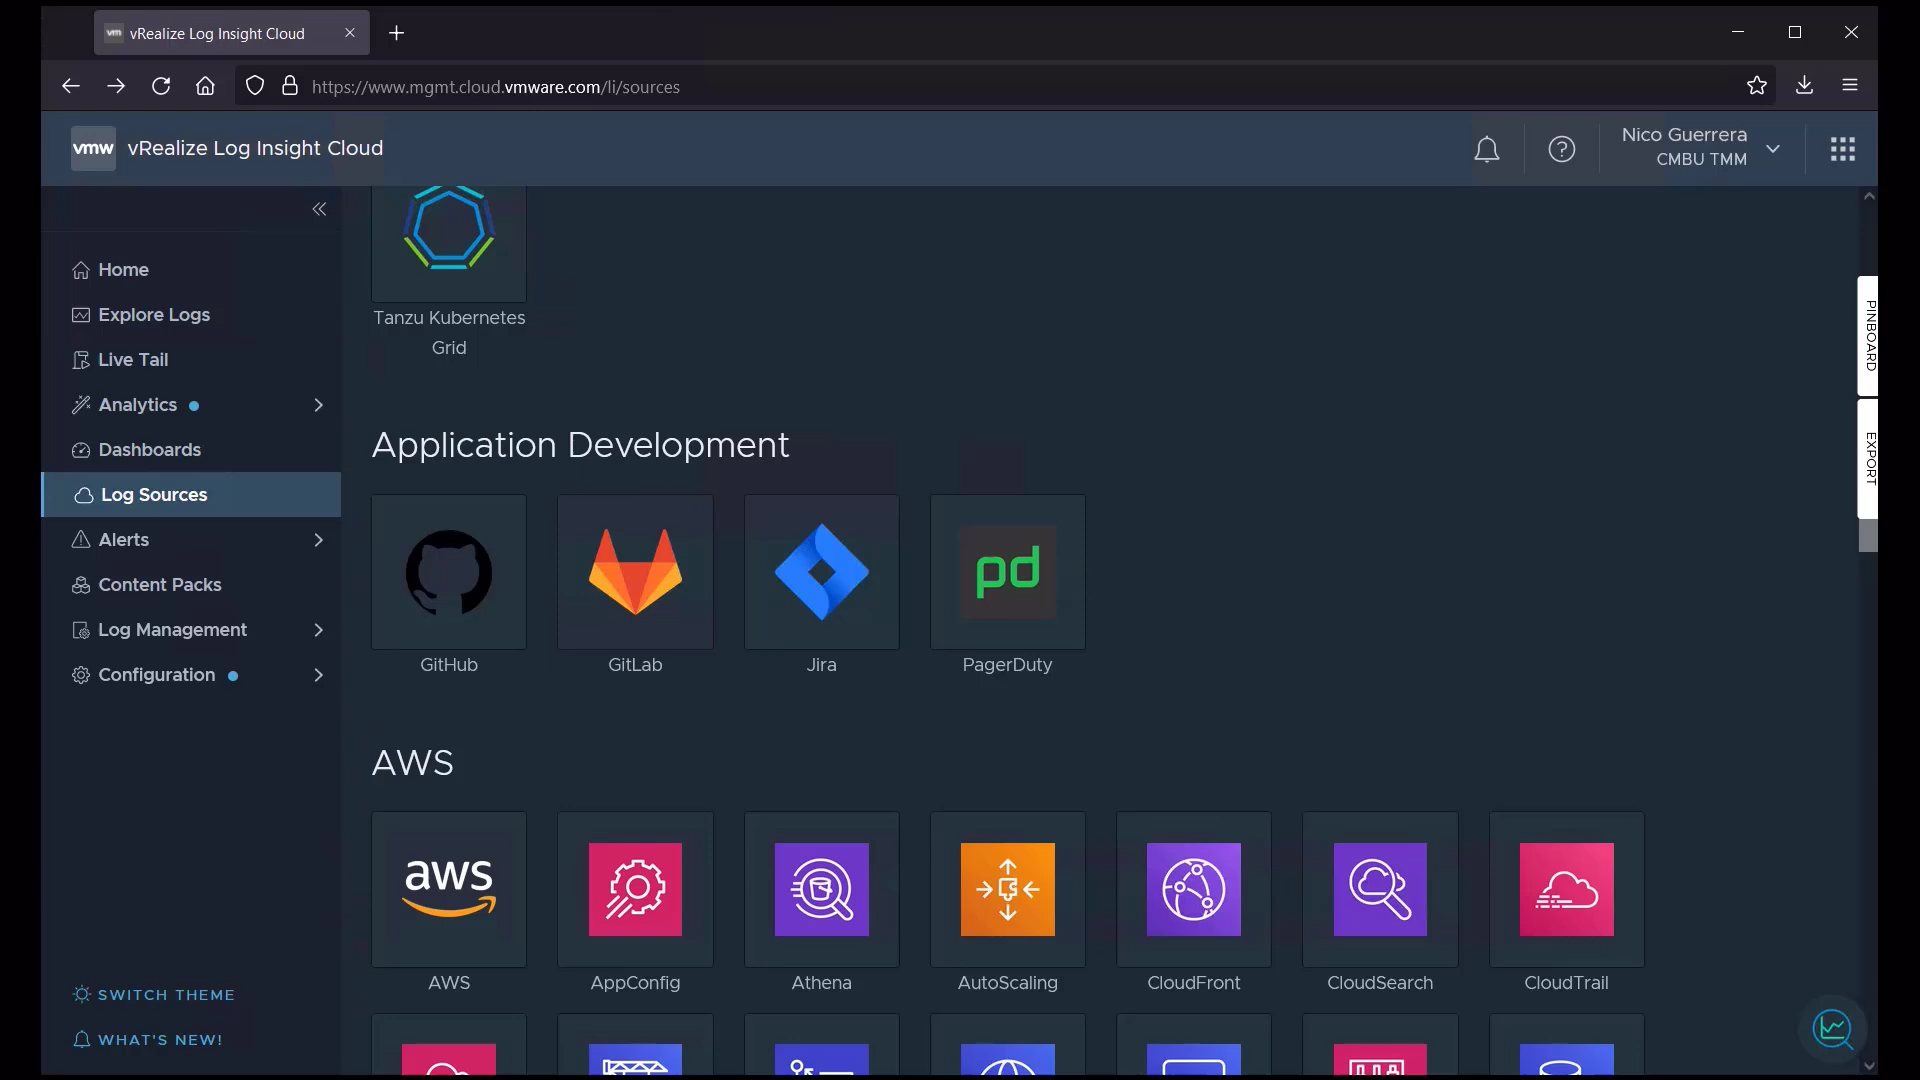 vm vRealize Log Insight Cloud
https://www.mgmt.cloud.vmware.com/li/sources
vmw vRealize Log Insight Cloud
Nico Guerrera
CMBU TMM
Home
Explore Logs
Live Tail
Analytics
Dashboards
Log Sources
Alerts
Content Packs
Log Management
Configuration
SWITCH THEME
WHAT'S NEW!
Tanzu Kubernetes
Grid
Application Development
pd
GitHub
GitLab
Jira
PagerDuty
AWS
aws
AWS
AppConfig
Athena
AutoScaling
CloudFront
CloudSearch
CloudTrail
PINBOARD
EXPORT